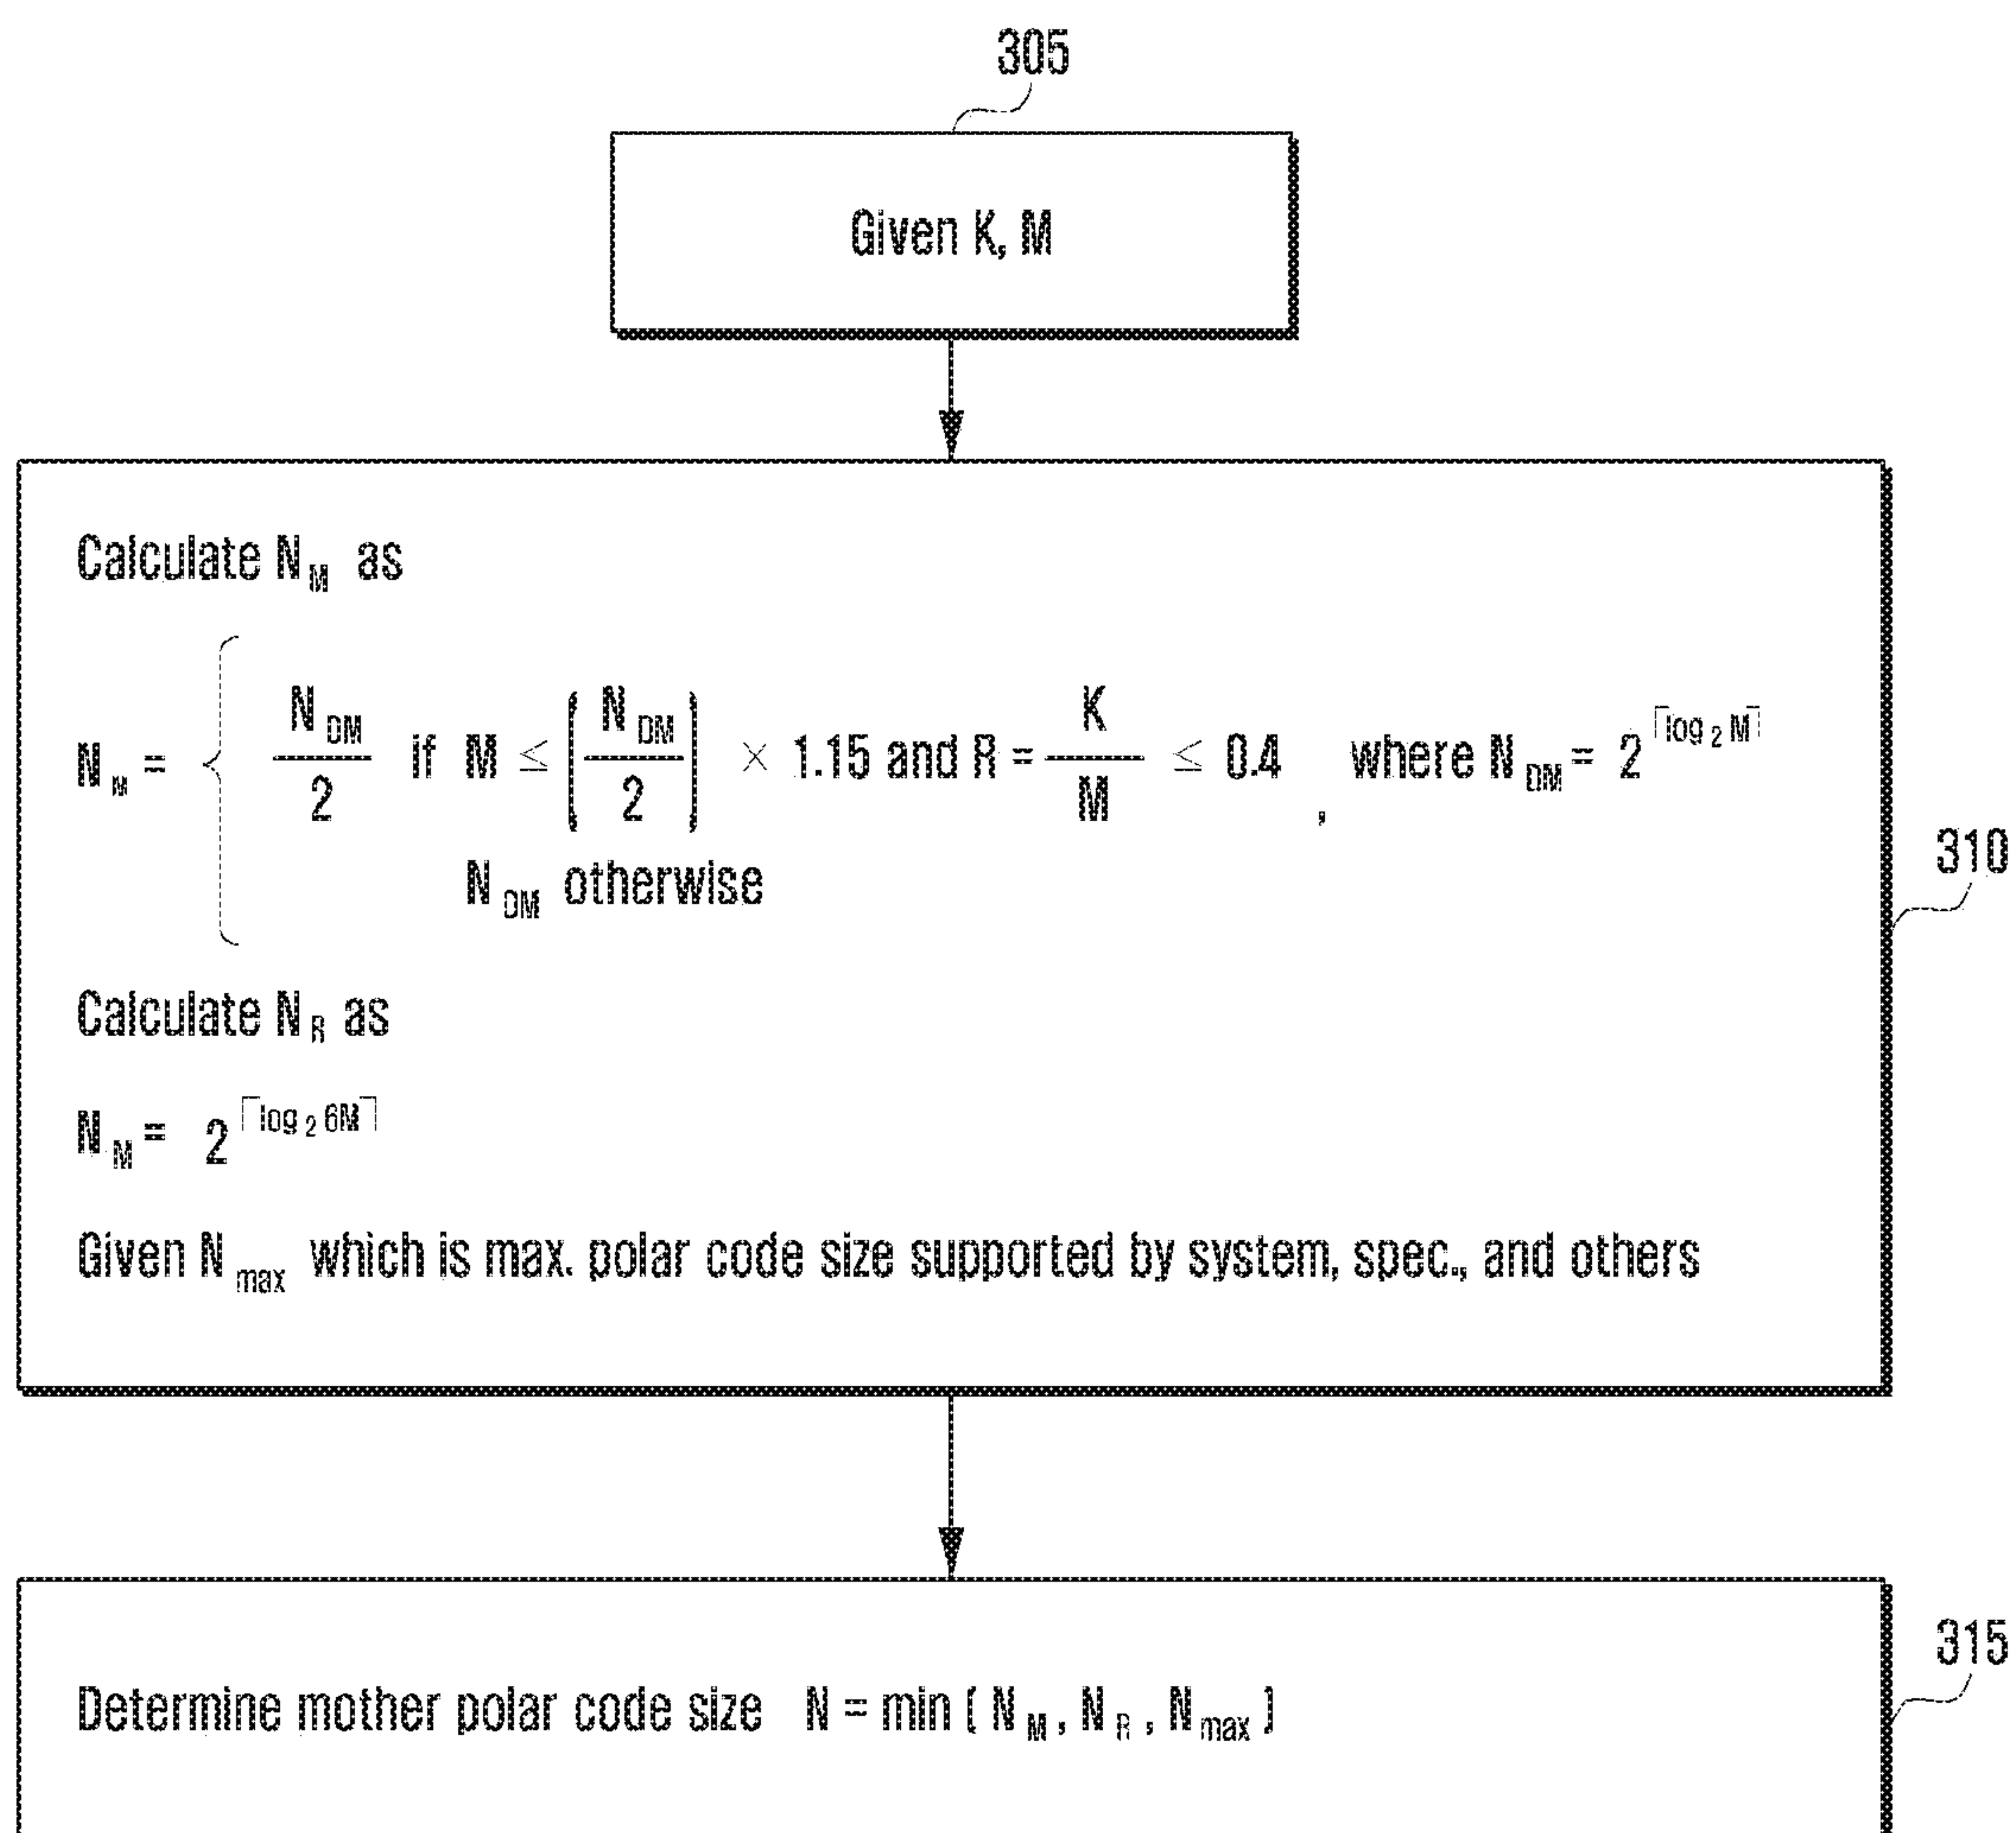 305
Given K, M
Calculate N_M as
N_M = { N_DM / 2 if M ≤ ( N_DM / 2 ) × 1.15 and R = K / M ≤ 0.4 , where N_DM = 2^⌈log_2 M⌉
N_DM otherwise
310
Calculate N_R as
N_M = 2^⌈log_2 6M⌉
Given N_max which is max. polar code size supported by system, spec., and others
315
Determine mother polar code size N = min ( N_M , N_R , N_max )